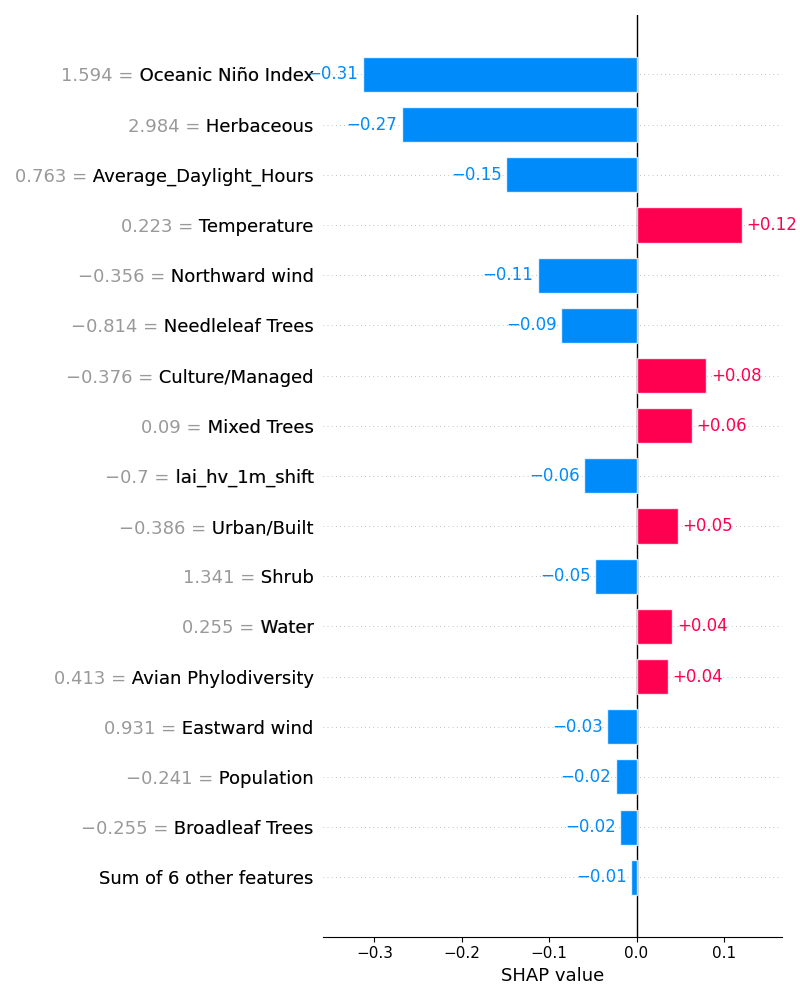 1.594 = Oceanic Niño Index −0.31
2.984 = Herbaceous −0.27
0.763 = Average_Daylight_Hours −0.15
0.223 = Temperature +0.12
−0.356 = Northward wind −0.11
−0.814 = Needleleaf Trees −0.09
−0.376 = Culture/Managed +0.08
0.09 = Mixed Trees +0.06
−0.7 = lai_hv_1m_shift −0.06
−0.386 = Urban/Built +0.05
1.341 = Shrub −0.05
0.255 = Water +0.04
0.413 = Avian Phylodiversity +0.04
0.931 = Eastward wind −0.03
−0.241 = Population −0.02
−0.255 = Broadleaf Trees −0.02
Sum of 6 other features −0.01
−0.3 −0.2 −0.1 0.0 0.1
SHAP value